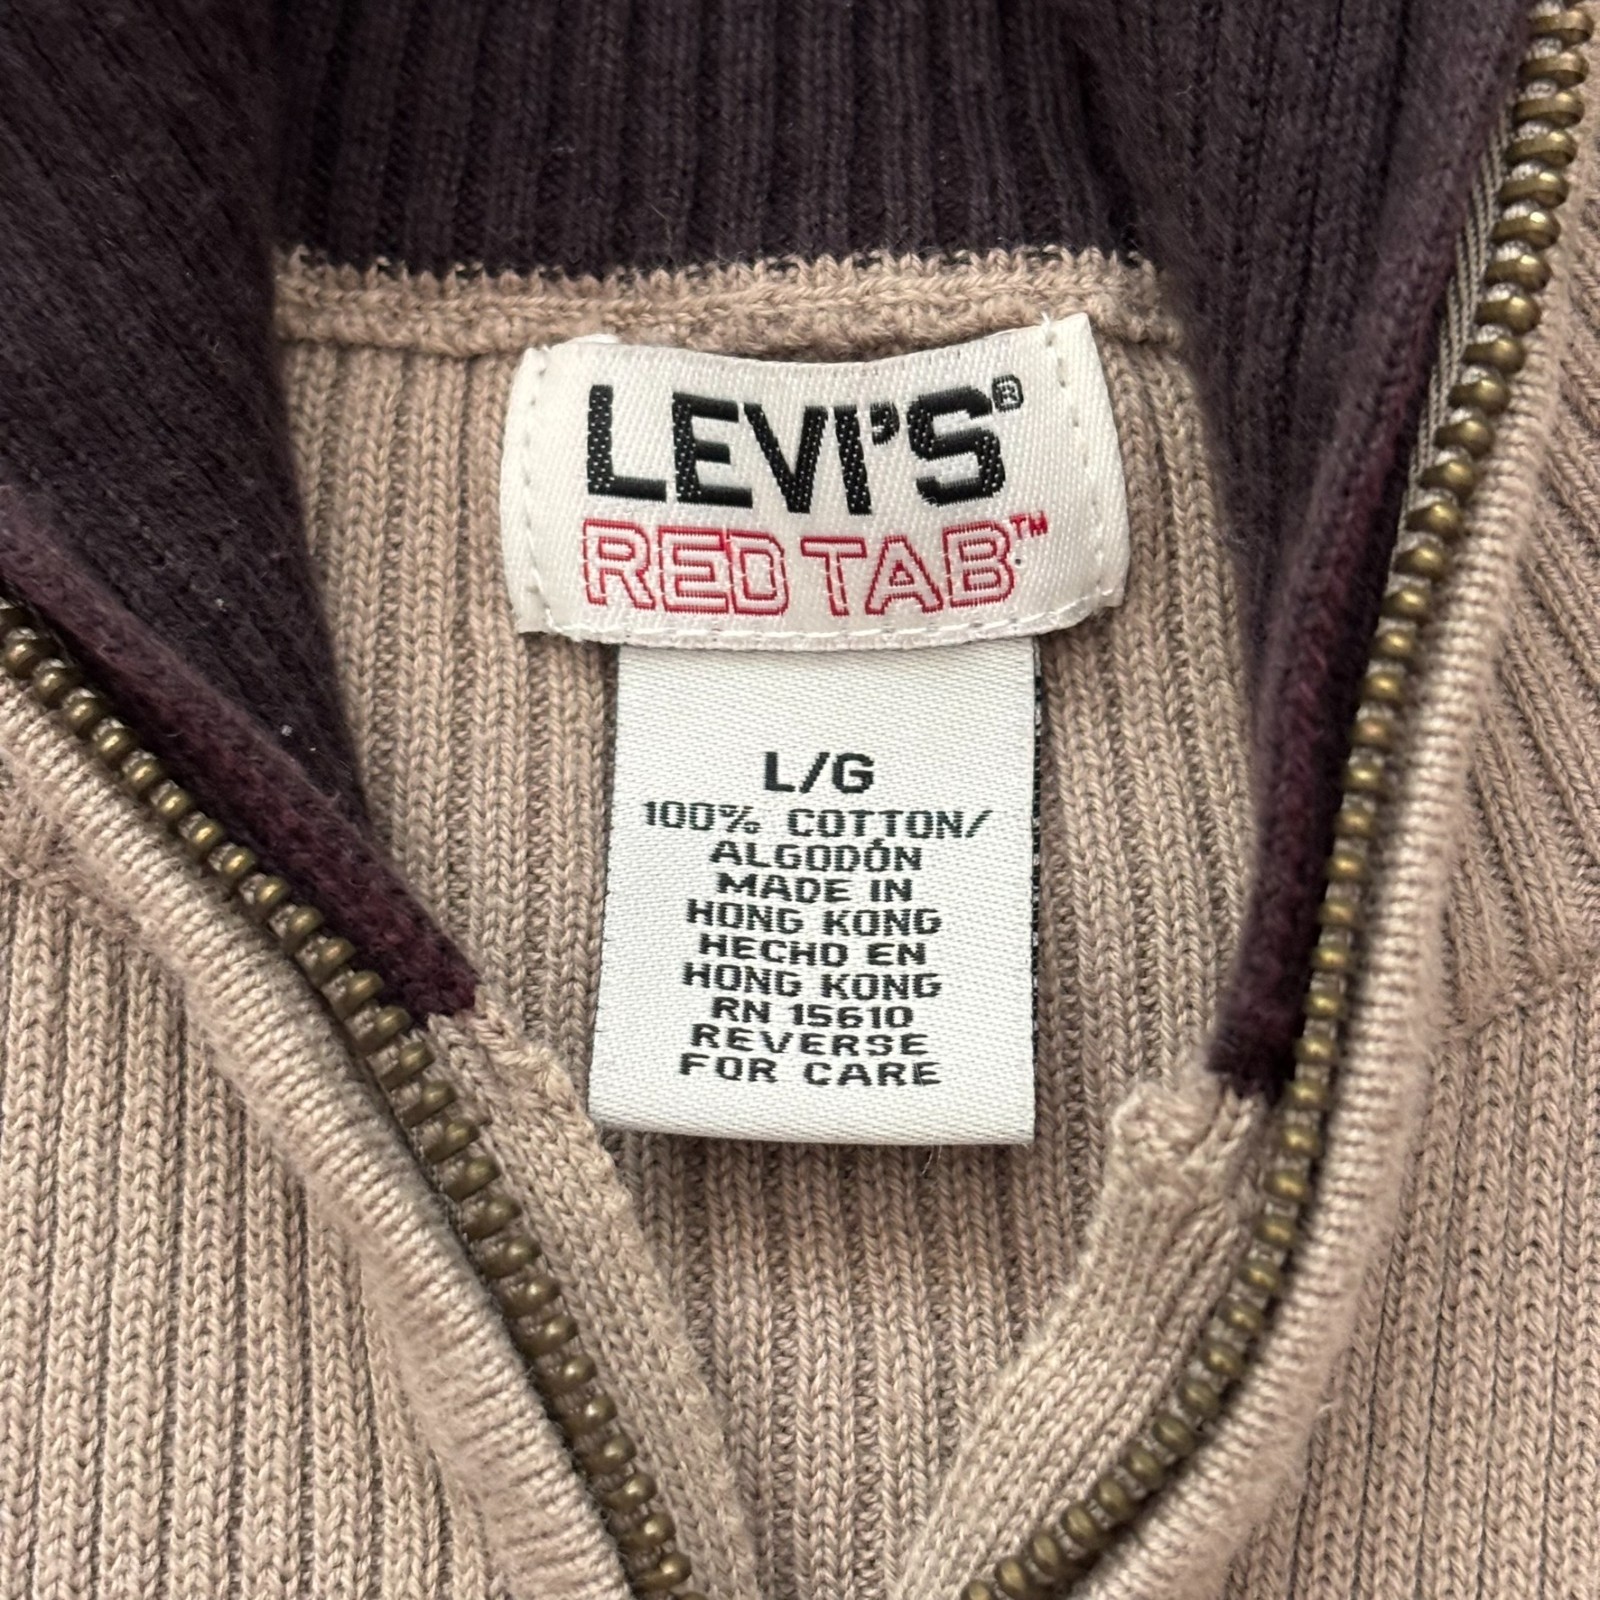 LEVI'S®
RED TAB™
L/G
100% COTTON/
ALGODÓN
MADE IN
HONG KONG
HECHO EN
HONG KONG
RN 15610
REVERSE
FOR CARE